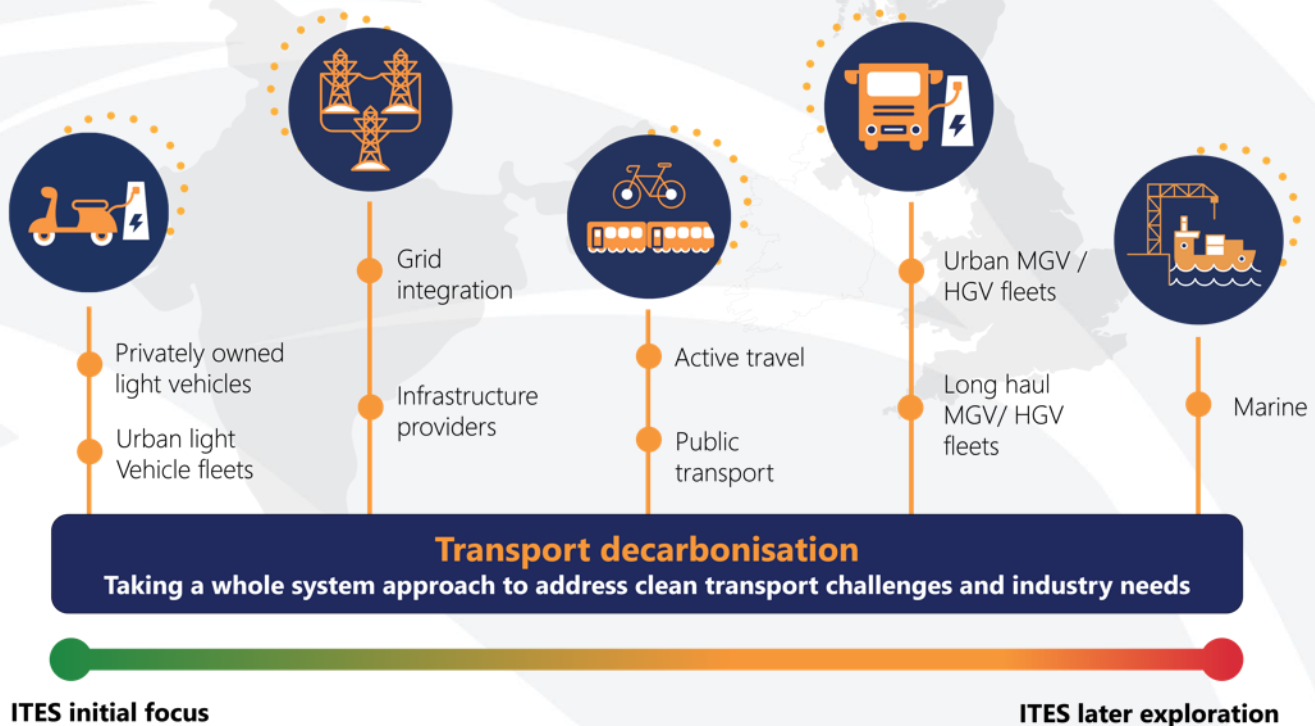 Privately owned
light vehicles
Urban light
Vehicle fleets
Grid
integration
Infrastructure
providers
Active travel
Public
transport
Urban MGV /
HGV fleets
Long haul
MGV/ HGV
fleets
Marine
Transport decarbonisation
Taking a whole system approach to address clean transport challenges and industry needs
ITES initial focus
ITES later exploration